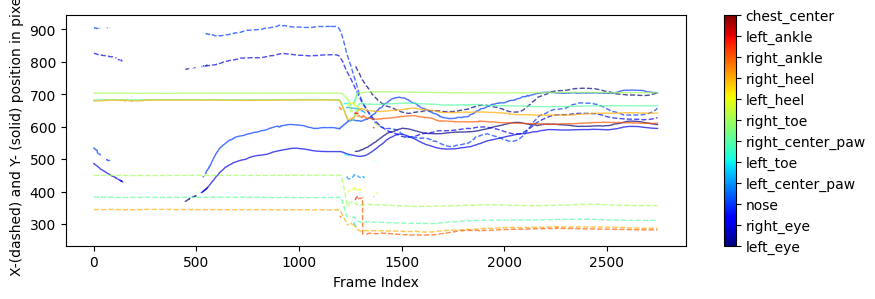 X-(dashed) and Y- (solid) position in pixe
900
800
700
600
500
400
300
0
500
1000
1500
2000
2500
Frame Index
chest_center
left_ankle
right_ankle
right_heel
left_heel
right_toe
right_center_paw
left_toe
left_center_paw
nose
right_eye
left_eye